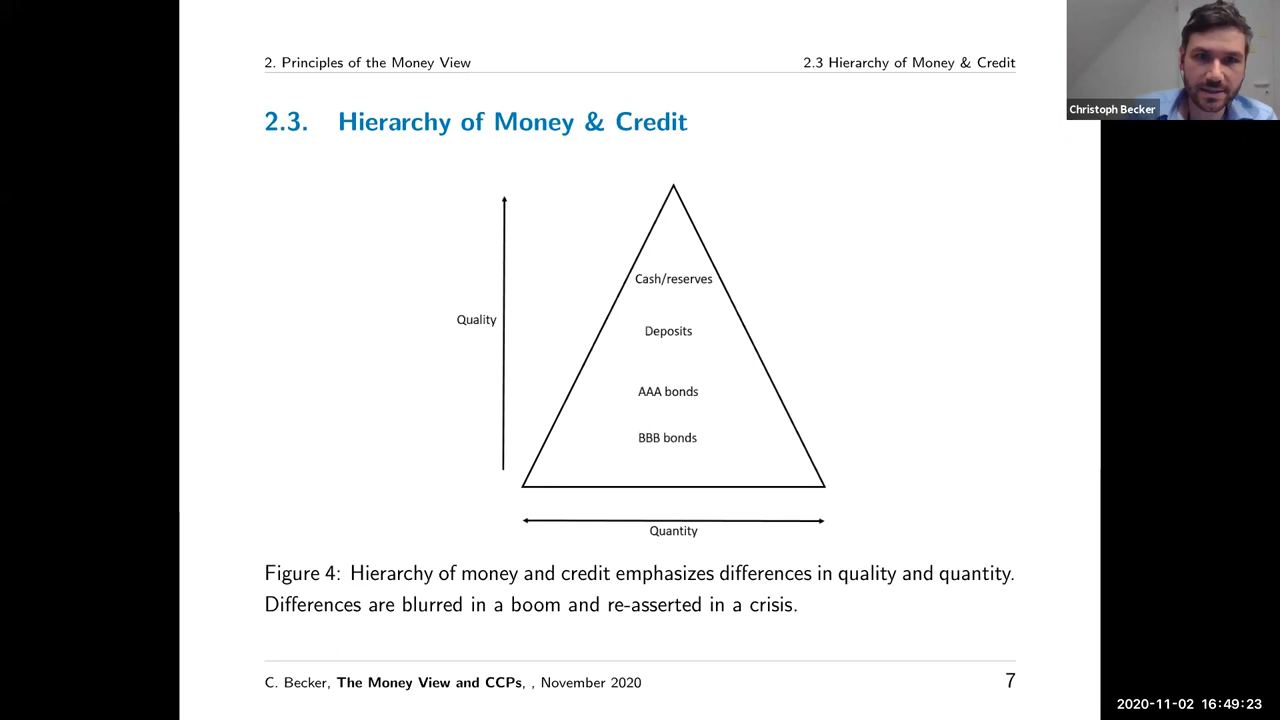 2. Principles of the Money View
2.3 Hierarchy of Money & Credit
Christoph Becker
2.3. Hierarchy of Money & Credit
Cash/reserves
Quality
Deposits
AAA bonds
BBB bonds
Quantity
Figure 4: Hierarchy of money and credit emphasizes differences in quality and quantity.
Differences are blurred in a boom and re-asserted in a crisis.
C. Becker, The Money View and CCPs, , November 2020
7
2020-11-02 16:49:23